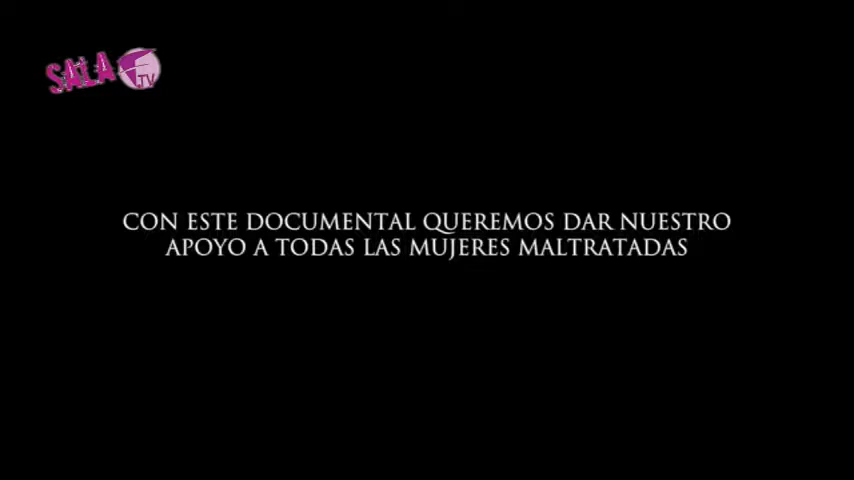 SALA
.TV
CON ESTE DOCUMENTAL QUEREMOS DAR NUESTRO
APOYO A TODAS LAS MUJERES MALTRATADAS